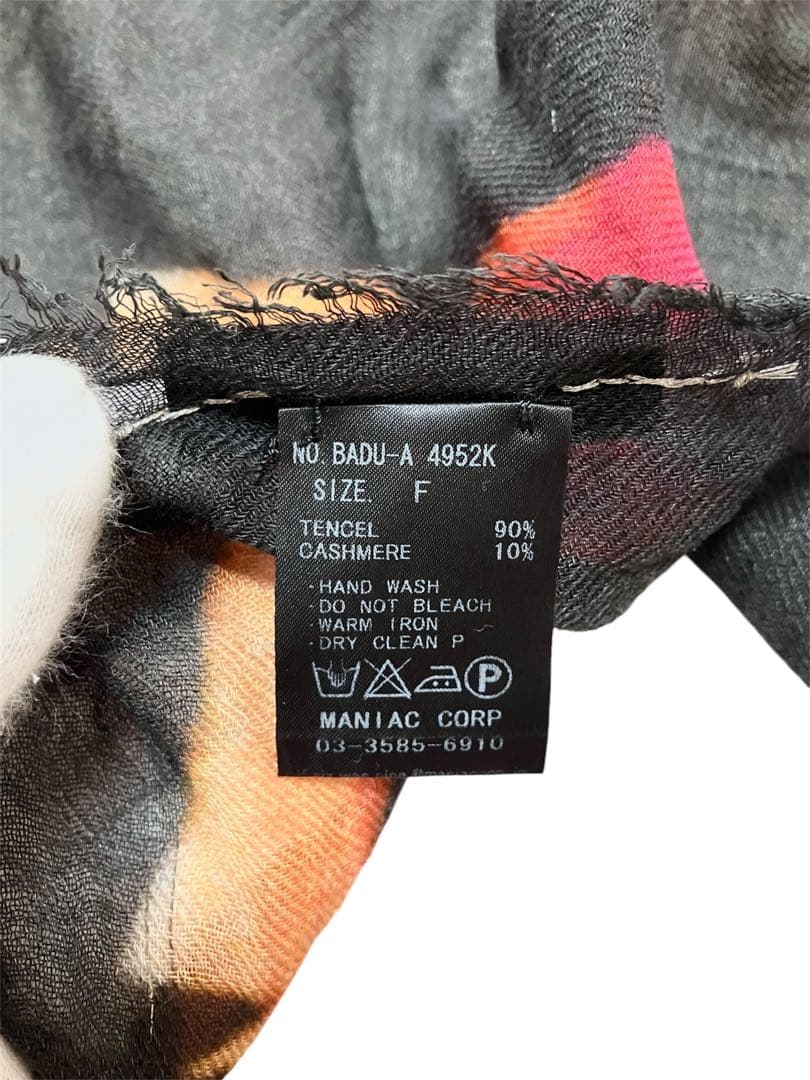 NO. BADU-A 4952K
SIZE. F
TENCEL 90%
CASHMERE 10%
·HAND WASH
·DO NOT BLEACH
·WARM IRON
·DRY CLEAN P
P
MANIAC CORP
03-3585-6910